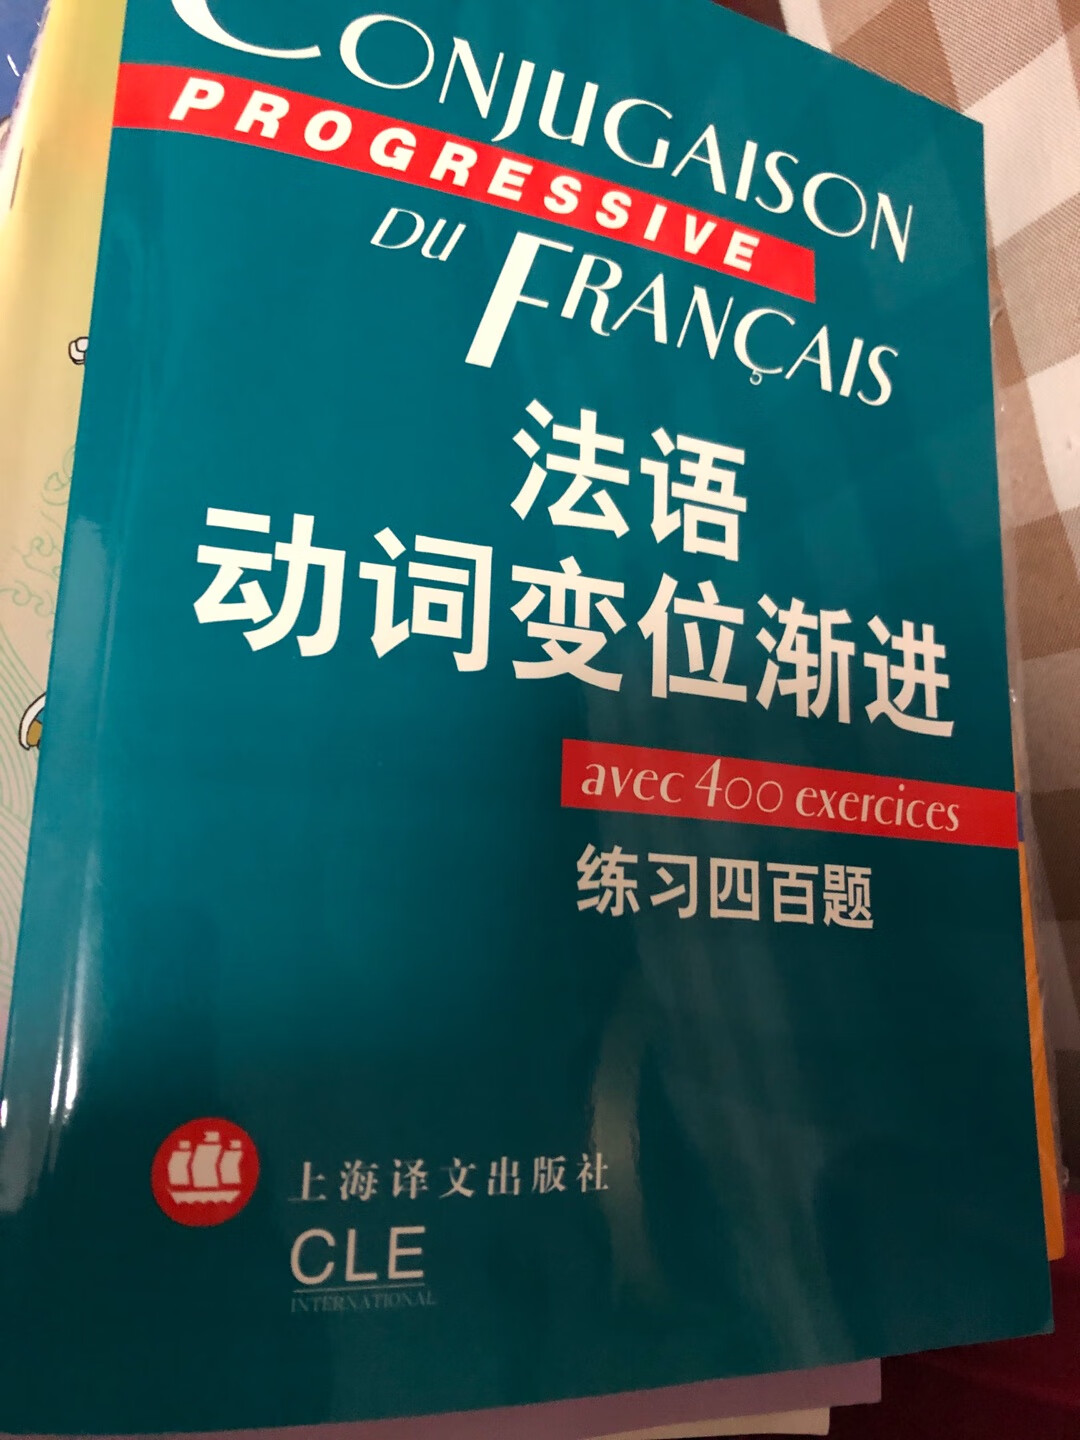 CONJUGAISON
PROGRESSIVE
DU FRANÇAIS
法语
动词变位渐进
avec 400 exercices
练习四百题
上海译文出版社
CLE
INTERNATIONAL